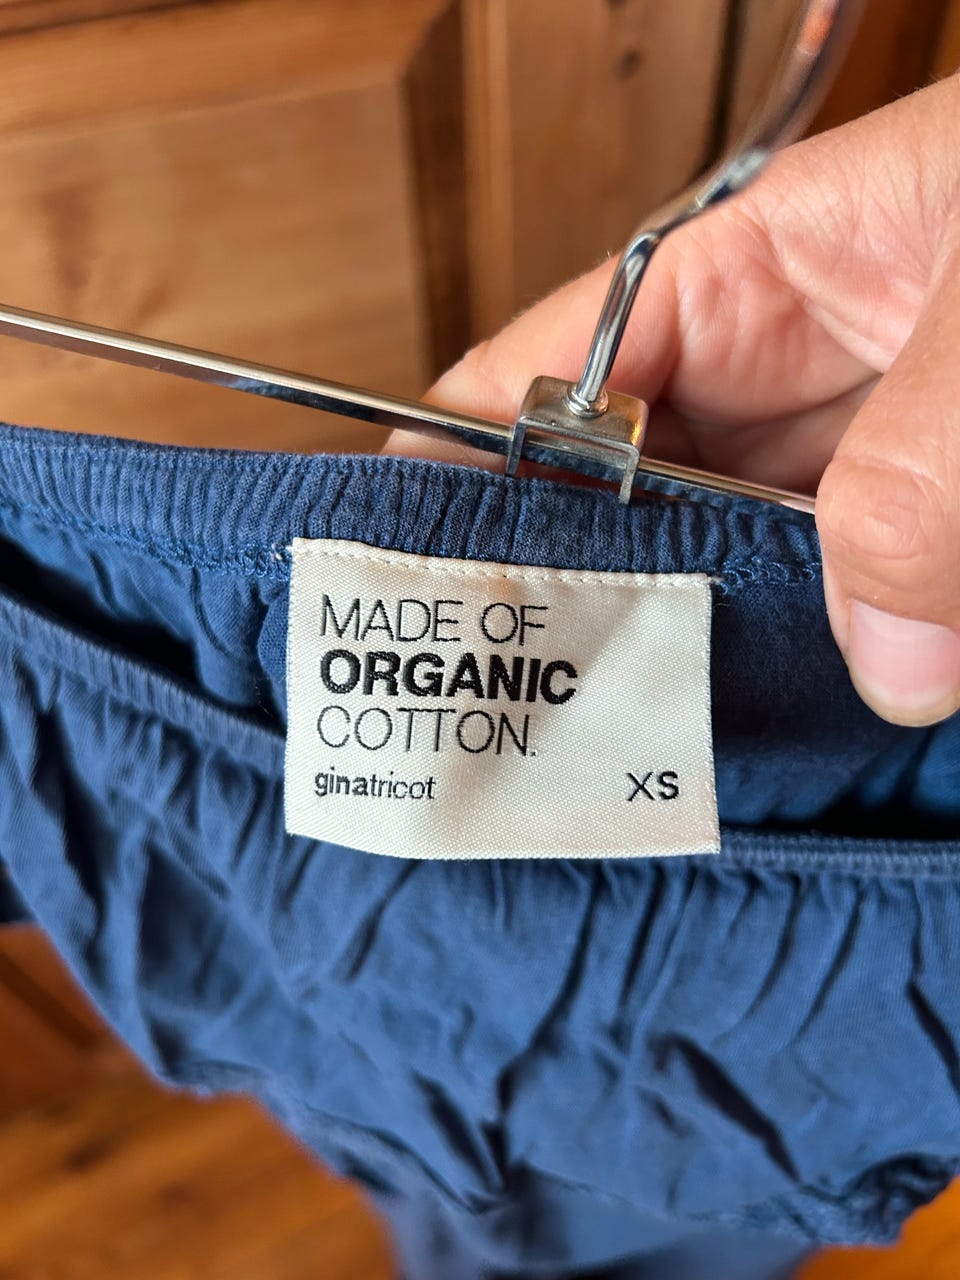 MADE OF
ORGANIC
COTTON.
ginatricot XS